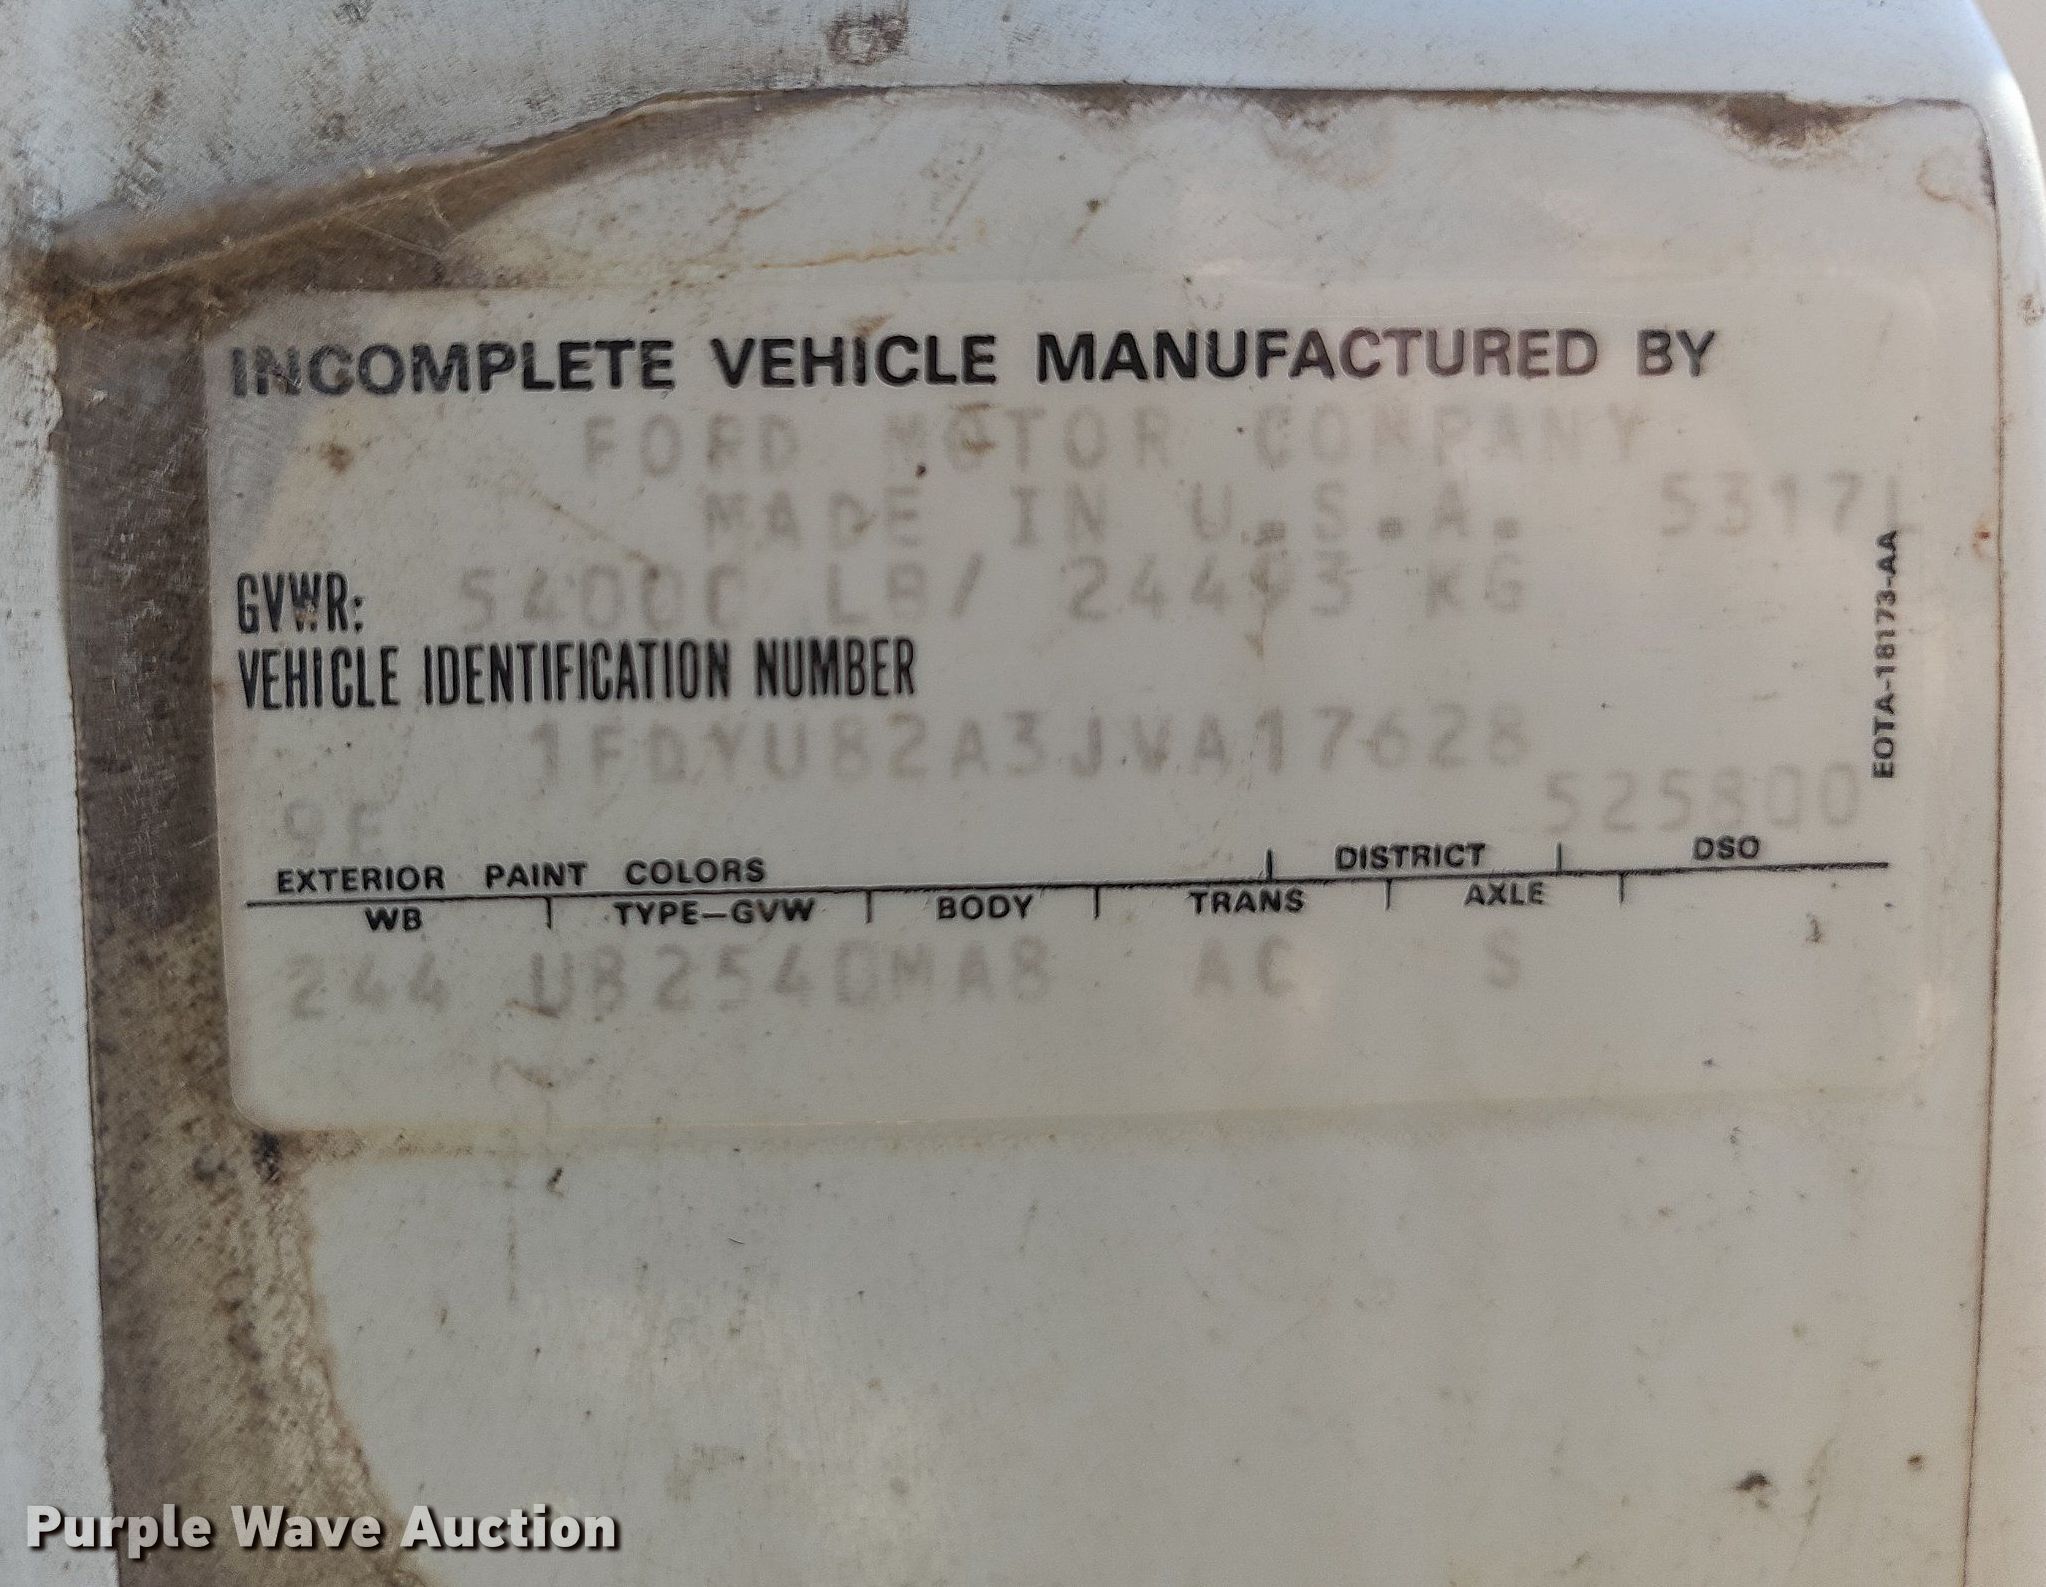 INCOMPLETE VEHICLE MANUFACTURED BY
FORD MOTOR COMPANY
MADE IN U.S.A. 5317L
GVWR: 54000 LB/ 24493 KG
VEHICLE IDENTIFICATION NUMBER
1FDYU82A3JVA17628
9E 525800
EXTERIOR PAINT COLORS DISTRICT DSO
WB TYPE-GVW BODY TRANS AXLE
244 U82540MA8 AC S
EOTA-18173-AA
Purple Wave Auction